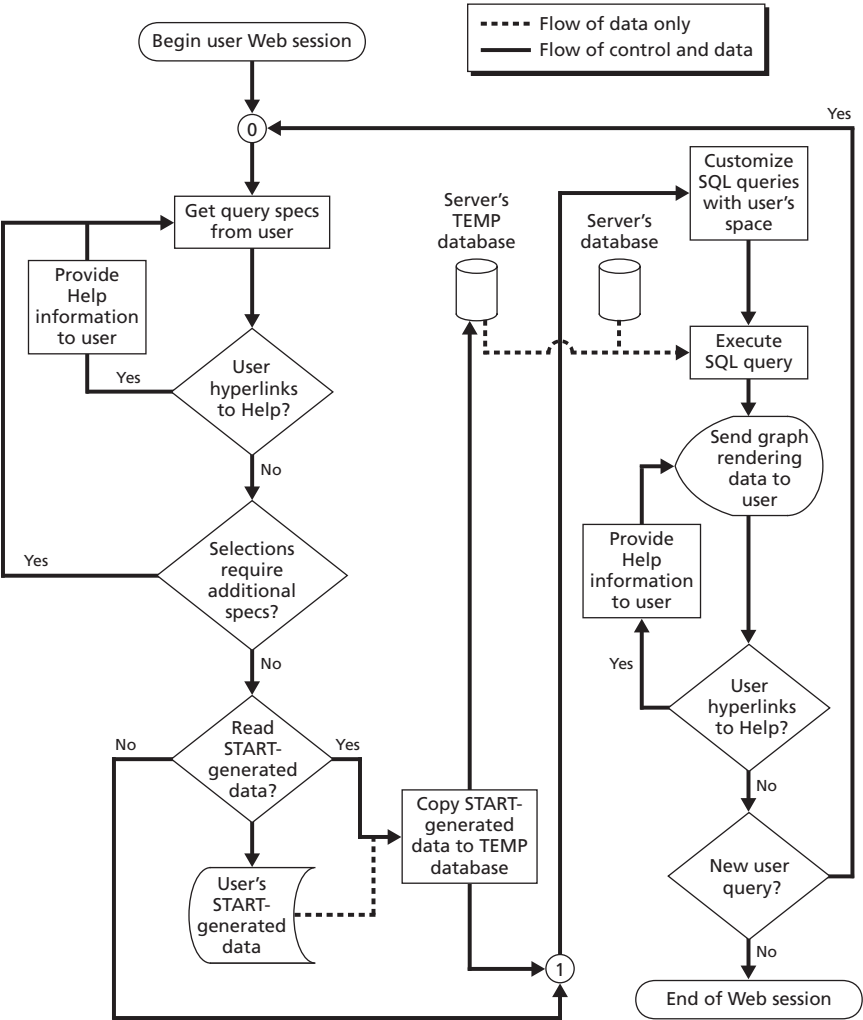 Begin user Web session
Flow of data only
Flow of control and data
0
Yes
Get query specs
from user
Provide
Help
information
to user
Yes
User
hyperlinks
to Help?
No
Selections
require
additional
specs?
Yes
No
Read
START-
generated
data?
No
Yes
User's
START-
generated
data
Copy START-
generated
data to TEMP
database
Server's
TEMP
database
Server's
database
1
Customize
SQL queries
with user's
space
Execute
SQL query
Send graph
rendering
data to
user
Provide
Help
information
to user
Yes
User
hyperlinks
to Help?
No
New user
query?
No
End of Web session